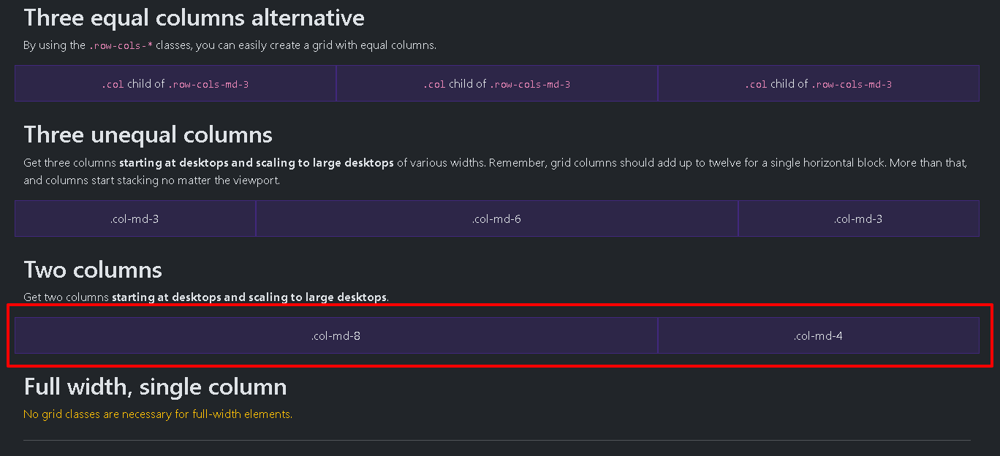 Three equal columns alternative
By using the .row-cols-* classes, you can easily create a grid with equal columns.
.col child of .row-cols-md-3 .col child of .row-cols-md-3 .col child of .row-cols-md-3
Three unequal columns
Get three columns starting at desktops and scaling to large desktops of various widths. Remember, grid columns should add up to twelve for a single horizontal block. More than that,
and columns start stacking no matter the viewport.
.col-md-3 .col-md-6 .col-md-3
Two columns
Get two columns starting at desktops and scaling to large desktops.
.col-md-8 .col-md-4
Full width, single column
No grid classes are necessary for full-width elements.